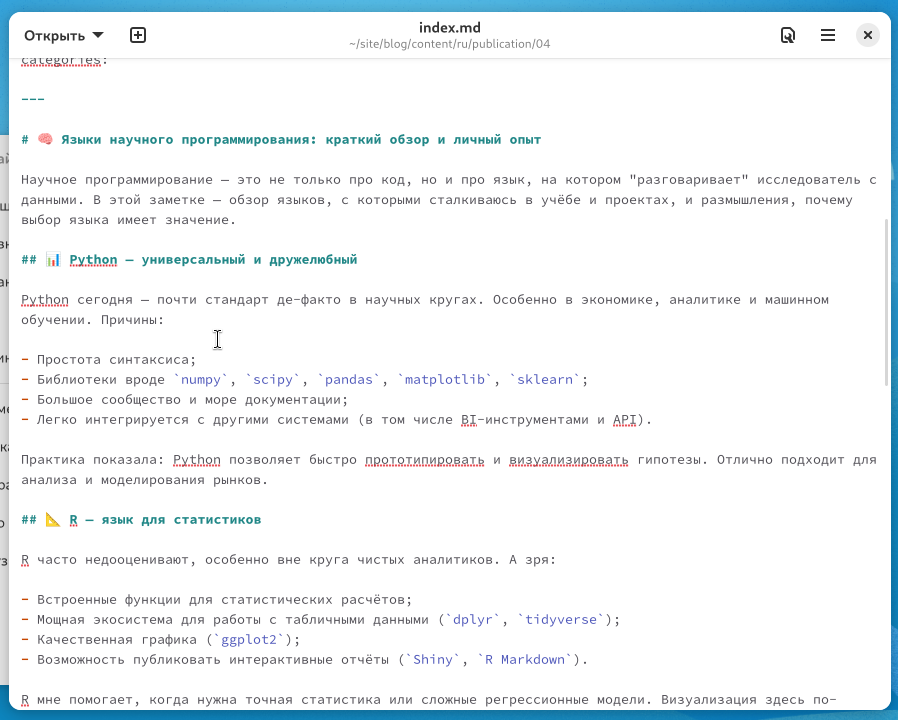 Открыть
index.md
~/site/blog/content/ru/publication/04
categories:
---
# 🧠 Языки научного программирования: краткий обзор и личный опыт
Научное программирование — это не только про код, но и про язык, на котором "разговаривает" исследователь с
данными. В этой заметке — обзор языков, с которыми сталкиваюсь в учёбе и проектах, и размышления, почему
выбор языка имеет значение.
## 📊 Python — универсальный и дружелюбный
Python сегодня — почти стандарт де-факто в научных кругах. Особенно в экономике, аналитике и машинном
обучении. Причины:
- Простота синтаксиса;
- Библиотеки вроде `numpy`, `scipy`, `pandas`, `matplotlib`, `sklearn`;
- Большое сообщество и море документации;
- Легко интегрируется с другими системами (в том числе BI-инструментами и API).
Практика показала: Python позволяет быстро прототипировать и визуализировать гипотезы. Отлично подходит для
анализа и моделирования рынков.
## 📐 R — язык для статистиков
R часто недооценивают, особенно вне круга чистых аналитиков. А зря:
- Встроенные функции для статистических расчётов;
- Мощная экосистема для работы с табличными данными (`dplyr`, `tidyverse`);
- Качественная графика (`ggplot2`);
- Возможность публиковать интерактивные отчёты (`Shiny`, `R Markdown`).
R мне помогает, когда нужна точная статистика или сложные регрессионные модели. Визуализация здесь по-